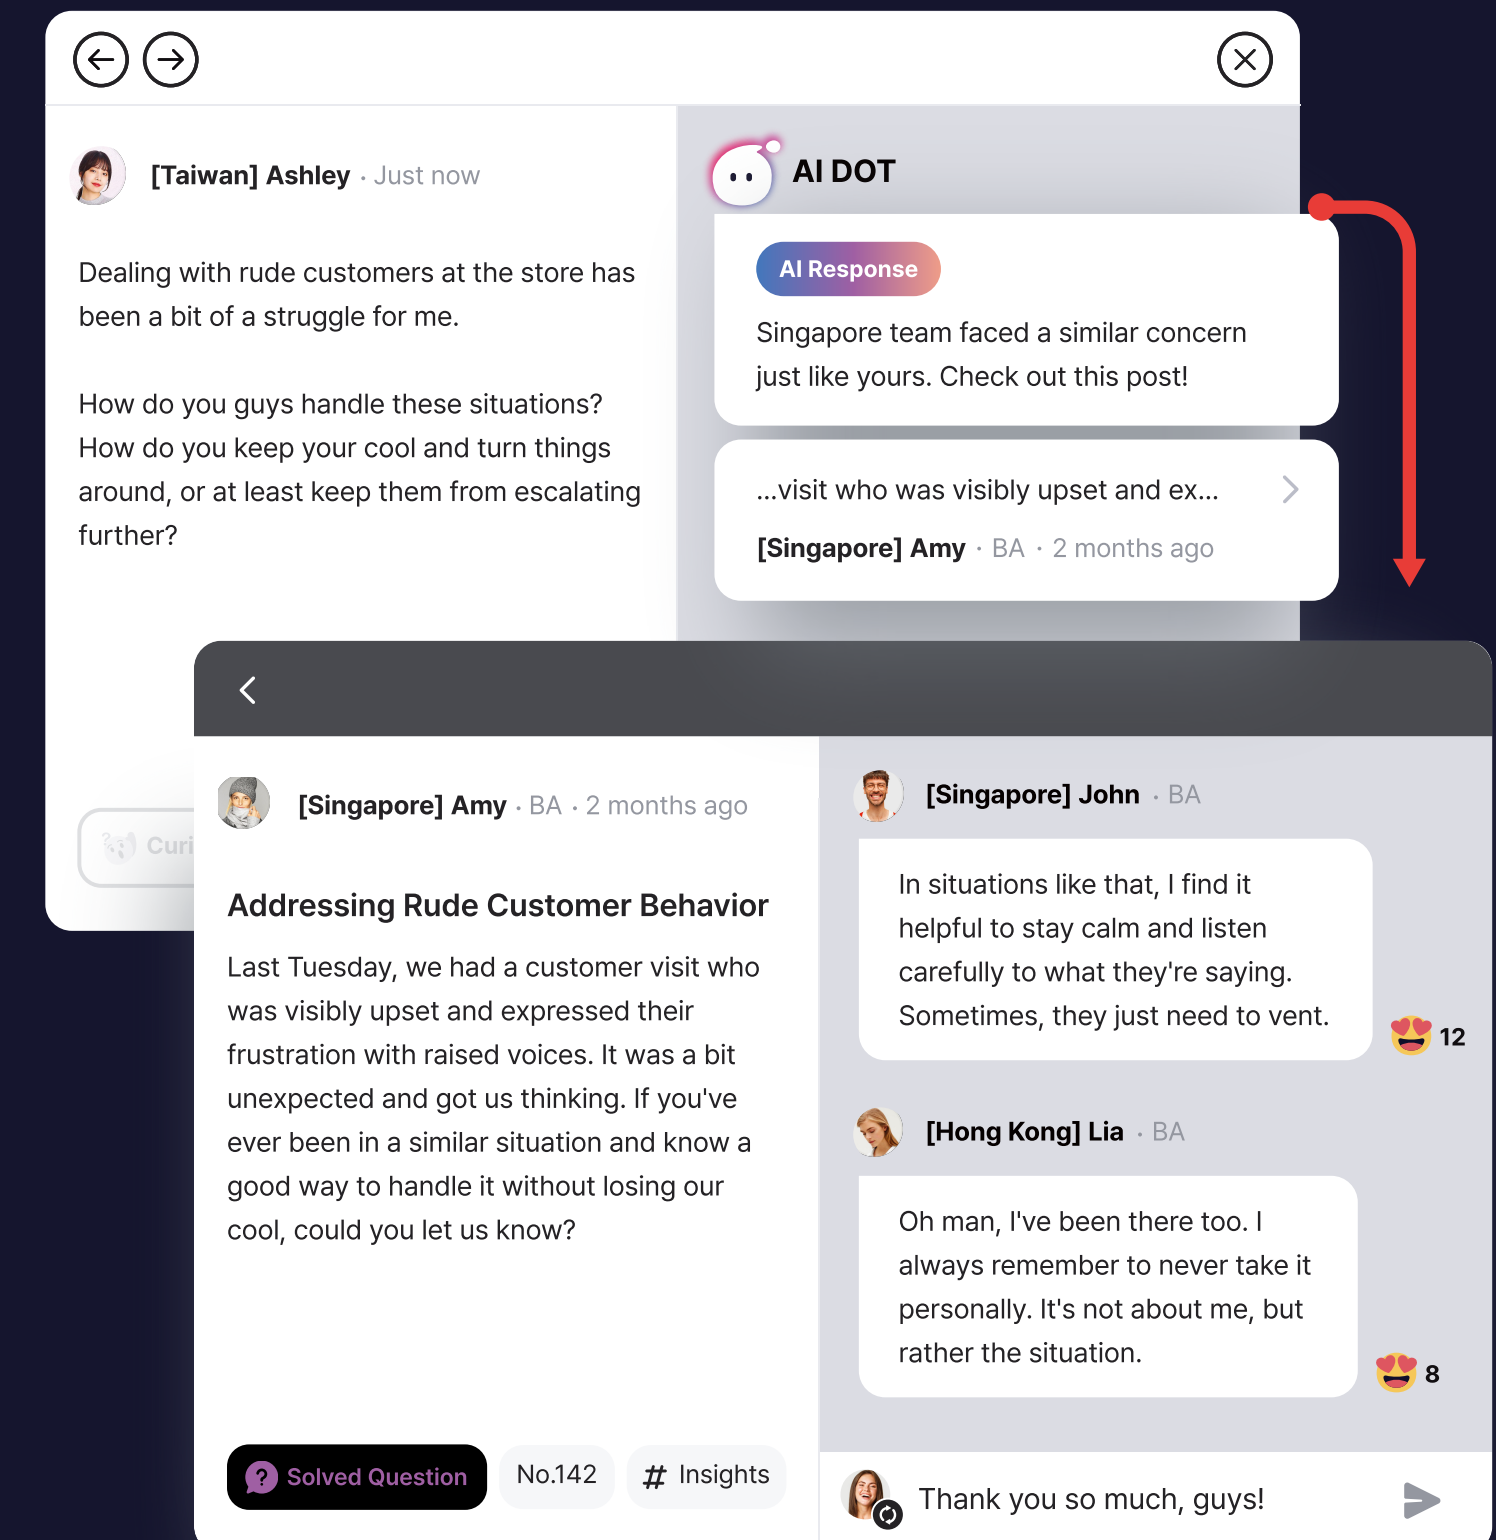 [Taiwan] Ashley · Just now
Dealing with rude customers at the store has
been a bit of a struggle for me.
How do you guys handle these situations?
How do you keep your cool and turn things
around, or at least keep them from escalating
further?
Curi
AI DOT
AI Response
Singapore team faced a similar concern
just like yours. Check out this post!
...visit who was visibly upset and ex...
[Singapore] Amy · BA · 2 months ago
[Singapore] Amy · BA · 2 months ago
Addressing Rude Customer Behavior
Last Tuesday, we had a customer visit who
was visibly upset and expressed their
frustration with raised voices. It was a bit
unexpected and got us thinking. If you've
ever been in a similar situation and know a
good way to handle it without losing our
cool, could you let us know?
? Solved Question
No.142
# Insights
[Singapore] John · BA
In situations like that, I find it
helpful to stay calm and listen
carefully to what they're saying.
Sometimes, they just need to vent.
12
[Hong Kong] Lia · BA
Oh man, I've been there too. I
always remember to never take it
personally. It's not about me, but
rather the situation.
8
Thank you so much, guys!